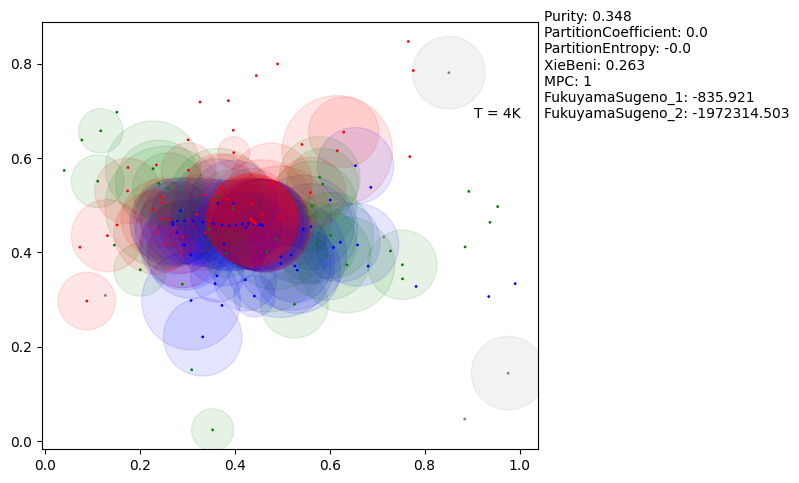 Purity: 0.348
PartitionCoefficient: 0.0
PartitionEntropy: -0.0
XieBeni: 0.263
MPC: 1
FukuyamaSugeno_1: -835.921
FukuyamaSugeno_2: -1972314.503
T = 4K
0.8
0.6
0.4
0.2
0.0
0.0 0.2 0.4 0.6 0.8 1.0